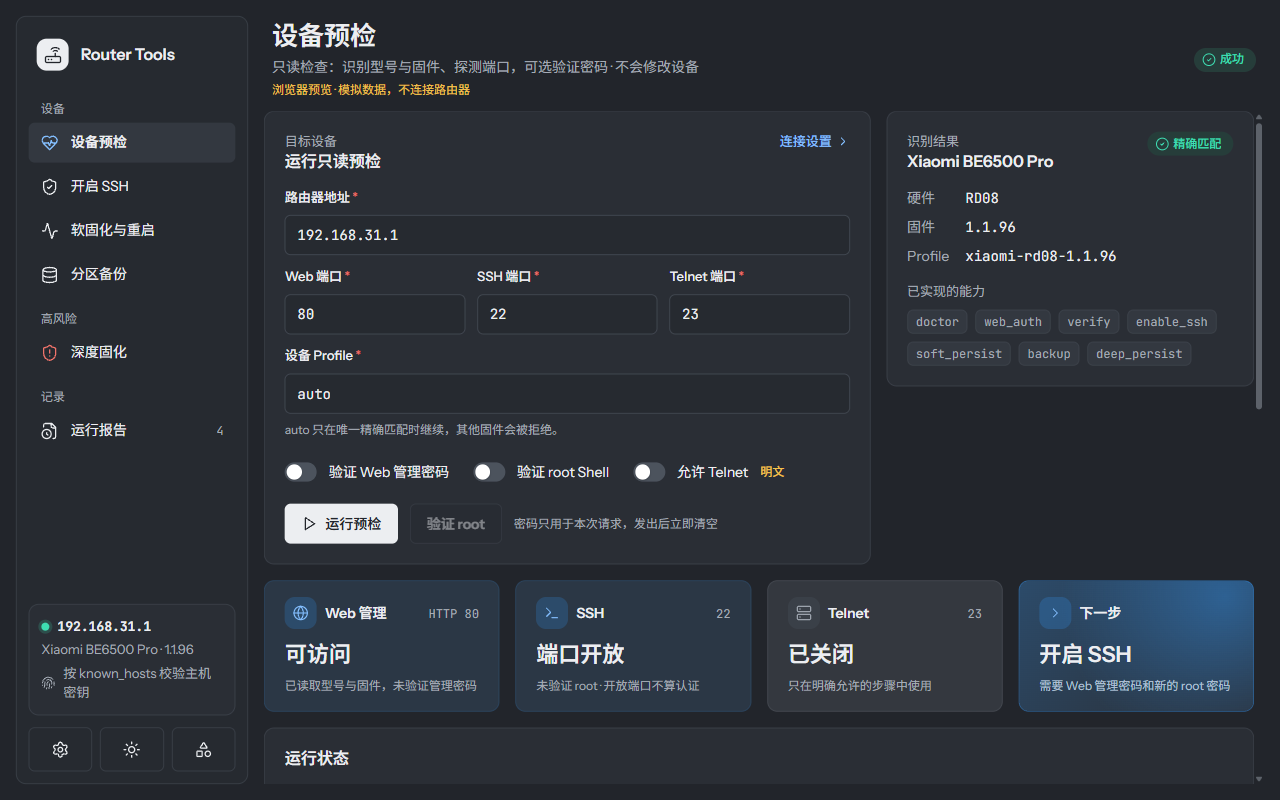 Router Tools
设备
设备预检
开启 SSH
软固化与重启
分区备份
高风险
深度固化
记录
运行报告 4
192.168.31.1
Xiaomi BE6500 Pro · 1.1.96
按 known_hosts 校验主机
密钥
设备预检
只读检查：识别型号与固件、探测端口，可选验证密码 · 不会修改设备
浏览器预览 · 模拟数据，不连接路由器
成功
目标设备
运行只读预检
连接设置
路由器地址 *
192.168.31.1
Web 端口 * SSH 端口 * Telnet 端口 *
80 22 23
设备 Profile *
auto
auto 只在唯一精确匹配时继续，其他固件会被拒绝。
验证 Web 管理密码 验证 root Shell 允许 Telnet 明文
运行预检 验证 root 密码只用于本次请求，发出后立即清空
识别结果
Xiaomi BE6500 Pro
精确匹配
硬件 RD08
固件 1.1.96
Profile xiaomi-rd08-1.1.96
已实现的能力
doctor web_auth verify enable_ssh
soft_persist backup deep_persist
Web 管理 HTTP 80
可访问
已读取型号与固件，未验证管理密码
SSH 22
端口开放
未验证 root · 开放端口不算认证
Telnet 23
已关闭
只在明确允许的步骤中使用
下一步
开启 SSH
需要 Web 管理密码和新的 root 密码
运行状态